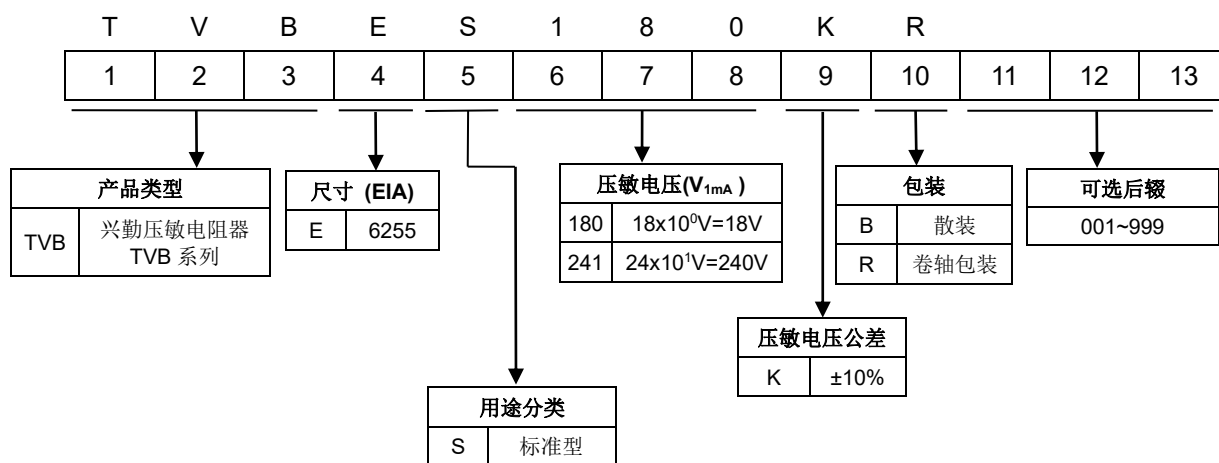 T V B E S 1 8 0 K R
1 2 3 4 5 6 7 8 9 10 11 12 13
产品类型
TVB 兴勤压敏电阻器
TVB 系列
尺寸 (EIA)
E 6255
压敏电压(V1mA )
180 18x10⁰V=18V
241 24x10¹V=240V
包装
B 散装
R 卷轴包装
可选后辍
001~999
压敏电压公差
K ±10%
用途分类
S 标准型